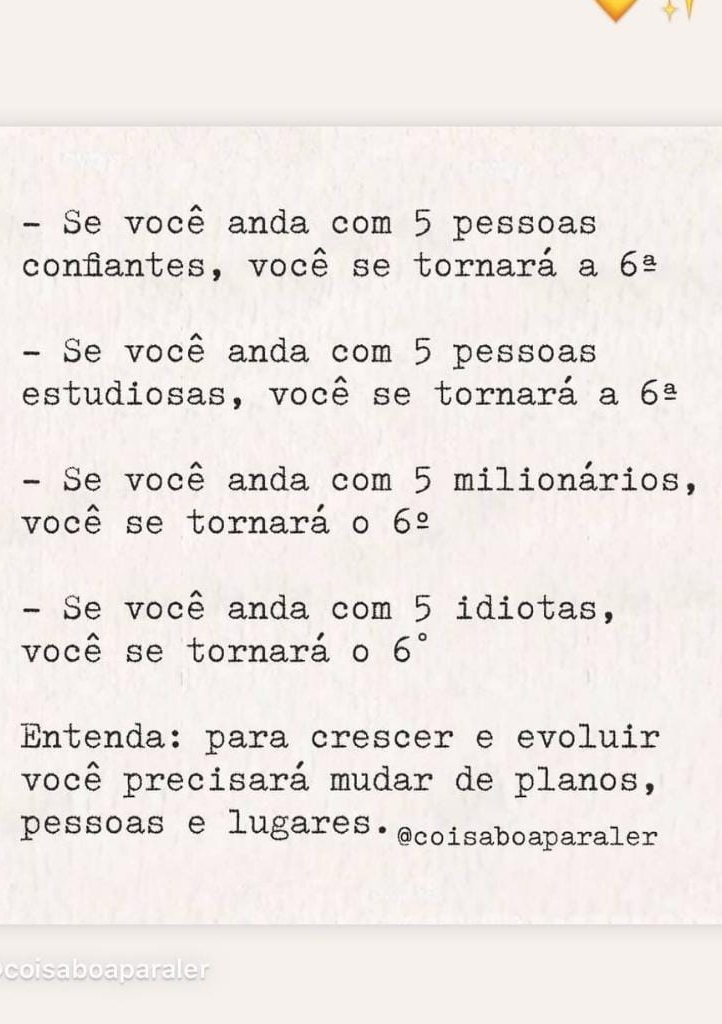 - Se você anda com 5 pessoas
confiantes, você se tornará a 6ª
- Se você anda com 5 pessoas
estudiosas, você se tornará a 6ª
- Se você anda com 5 milionários,
você se tornará o 6º
- Se você anda com 5 idiotas,
você se tornará o 6°
Entenda: para crescer e evoluir
você precisará mudar de planos,
pessoas e lugares. @coisaboaparaler
@coisaboaparaler